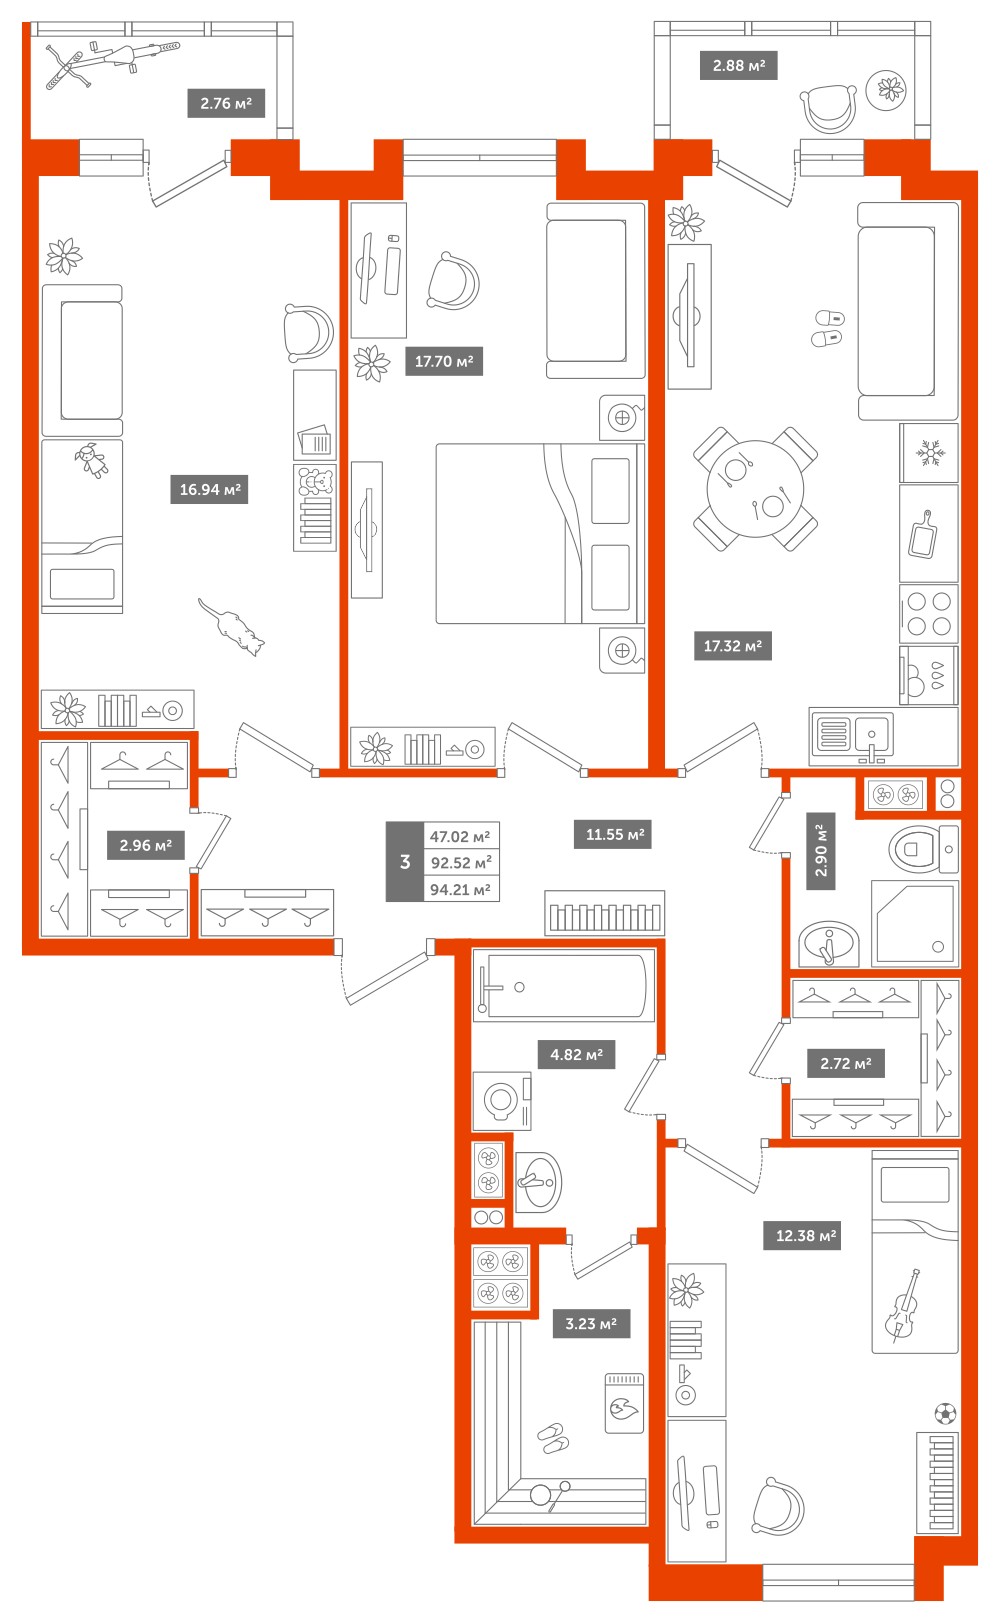 2.88 м²
2.76 м²
17.70 м²
16.94 м²
17.32 м²
3
47.02 м²
92.52 м²
94.21 м²
11.55 м²
2.96 м²
2.90 м²
4.82 м²
2.72 м²
12.38 м²
3.23 м²